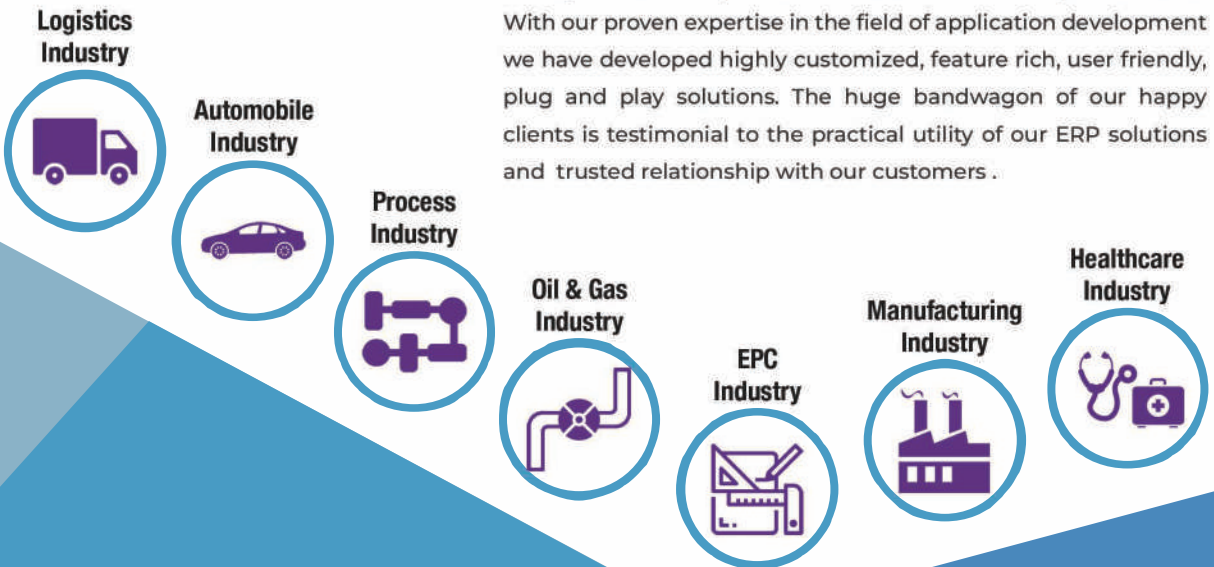 With our proven expertise in the field of application development
we have developed highly customized, feature rich, user friendly,
plug and play solutions. The huge bandwagon of our happy
clients is testimonial to the practical utility of our ERP solutions
and trusted relationship with our customers .
Logistics
Industry
Automobile
Industry
Process
Industry
Oil & Gas
Industry
EPC
Industry
Manufacturing
Industry
Healthcare
Industry